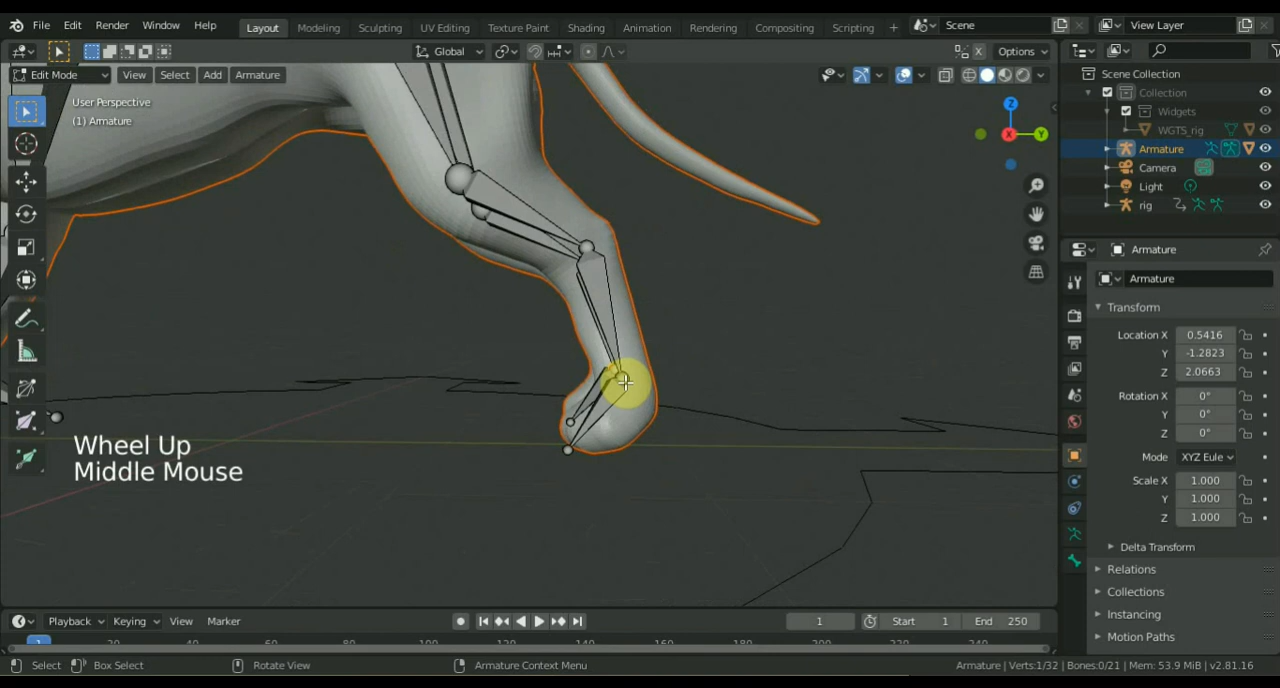 File Edit Render Window Help Layout Modeling Sculpting UV Editing Texture Paint Shading Animation Rendering Compositing Scripting + Scene View Layer
Global Options
Edit Mode View Select Add Armature
User Perspective
(1) Armature
Z
Y
X
Scene Collection
Collection
Widgets
WGTS_rig
Armature
Camera
Light
rig
Armature
Armature
Transform
Location X 0.5416
Y -1.2823
Z 2.0663
Rotation X 0°
Y 0°
Z 0°
Mode XYZ Eule
Scale X 1.000
Y 1.000
Z 1.000
Delta Transform
Relations
Collections
Instancing
Motion Paths
Wheel Up
Middle Mouse
Playback Keying View Marker 1 Start 1 End 250
1
Select Box Select Rotate View Armature Context Menu Armature | Verts:1/32 | Bones:0/21 | Mem: 53.9 MiB | v2.81.16